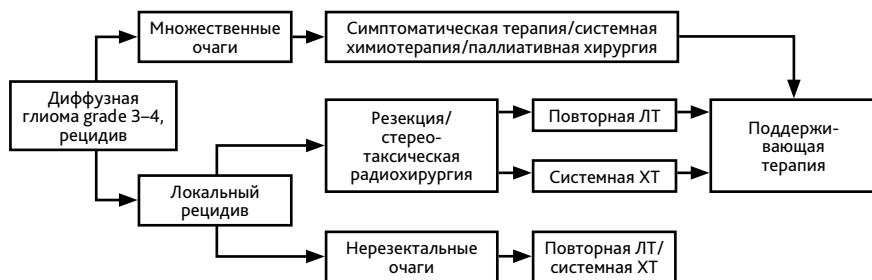 Множественные
очаги
Симптоматическая терапия/системная
химиотерапия/паллиативная хирургия
Диффузная
глиома grade 3–4,
рецидив
Резекция/
стерео-
таксическая
радиохирургия
Повторная ЛТ
Системная ХТ
Поддержи-
вающая
терапия
Локальный
рецидив
Нерезектальные
очаги
Повторная ЛТ/
системная ХТ